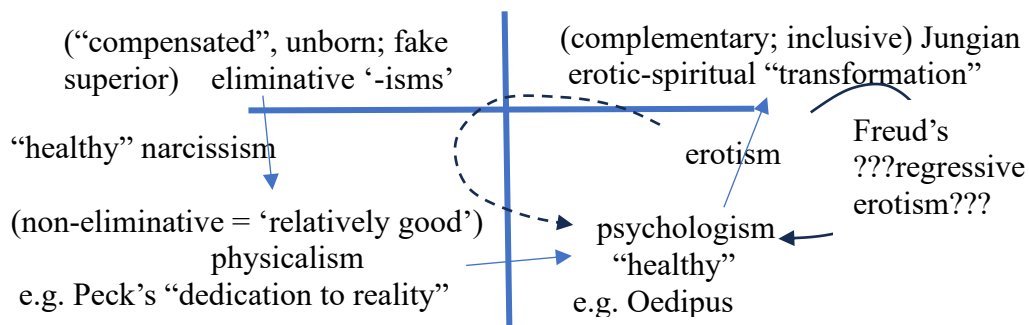 (“compensated”, unborn; fake
superior) eliminative ‘-isms’
(complementary; inclusive) Jungian
erotic-spiritual “transformation”
“healthy” narcissism
erotism
Freud’s
???regressive
erotism???
(non-eliminative = ‘relatively good’)
physicalism
e.g. Peck’s “dedication to reality”
psychologism
“healthy”
e.g. Oedipus